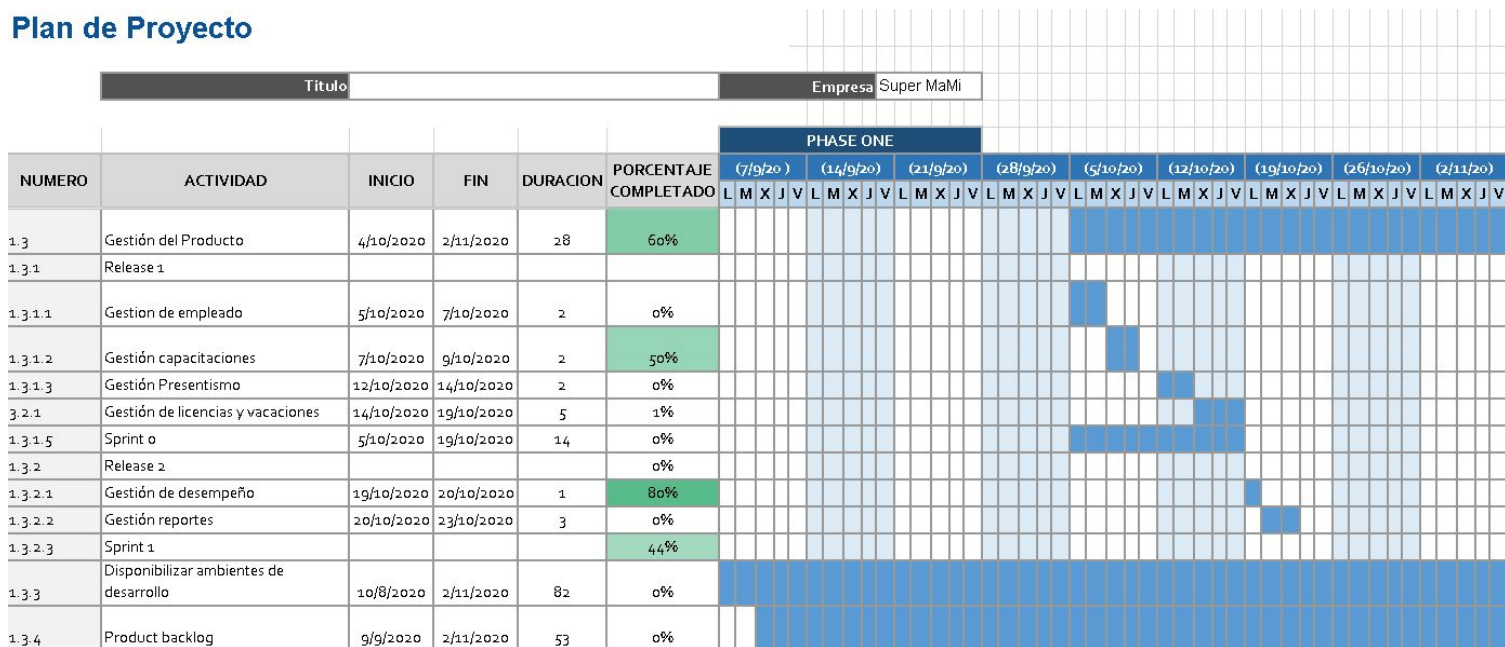 Plan de Proyecto
Titulo Empresa Super MaMi
PHASE ONE
NUMERO ACTIVIDAD INICIO FIN DURACION PORCENTAJE COMPLETADO (7/9/20 ) (14/9/20) (21/9/20) (28/9/20) (5/10/20) (12/10/20) (19/10/20) (26/10/20) (2/11/20)
L M X J V L M X J V L M X J V L M X J V L M X J V L M X J V L M X J V L M X J V L M X J V
1.3 Gestión del Producto 4/10/2020 2/11/2020 28 60%
1.3.1 Release 1
1.3.1.1 Gestion de empleado 5/10/2020 7/10/2020 2 0%
1.3.1.2 Gestión capacitaciones 7/10/2020 9/10/2020 2 50%
1.3.1.3 Gestión Presentismo 12/10/2020 14/10/2020 2 0%
3.2.1 Gestión de licencias y vacaciones 14/10/2020 19/10/2020 5 1%
1.3.1.5 Sprint 0 5/10/2020 19/10/2020 14 0%
1.3.2 Release 2 0%
1.3.2.1 Gestión de desempeño 19/10/2020 20/10/2020 1 80%
1.3.2.2 Gestión reportes 20/10/2020 23/10/2020 3 0%
1.3.2.3 Sprint 1 44%
1.3.3 Disponibilizar ambientes de desarrollo 10/8/2020 2/11/2020 82 0%
1.3.4 Product backlog 9/9/2020 2/11/2020 53 0%